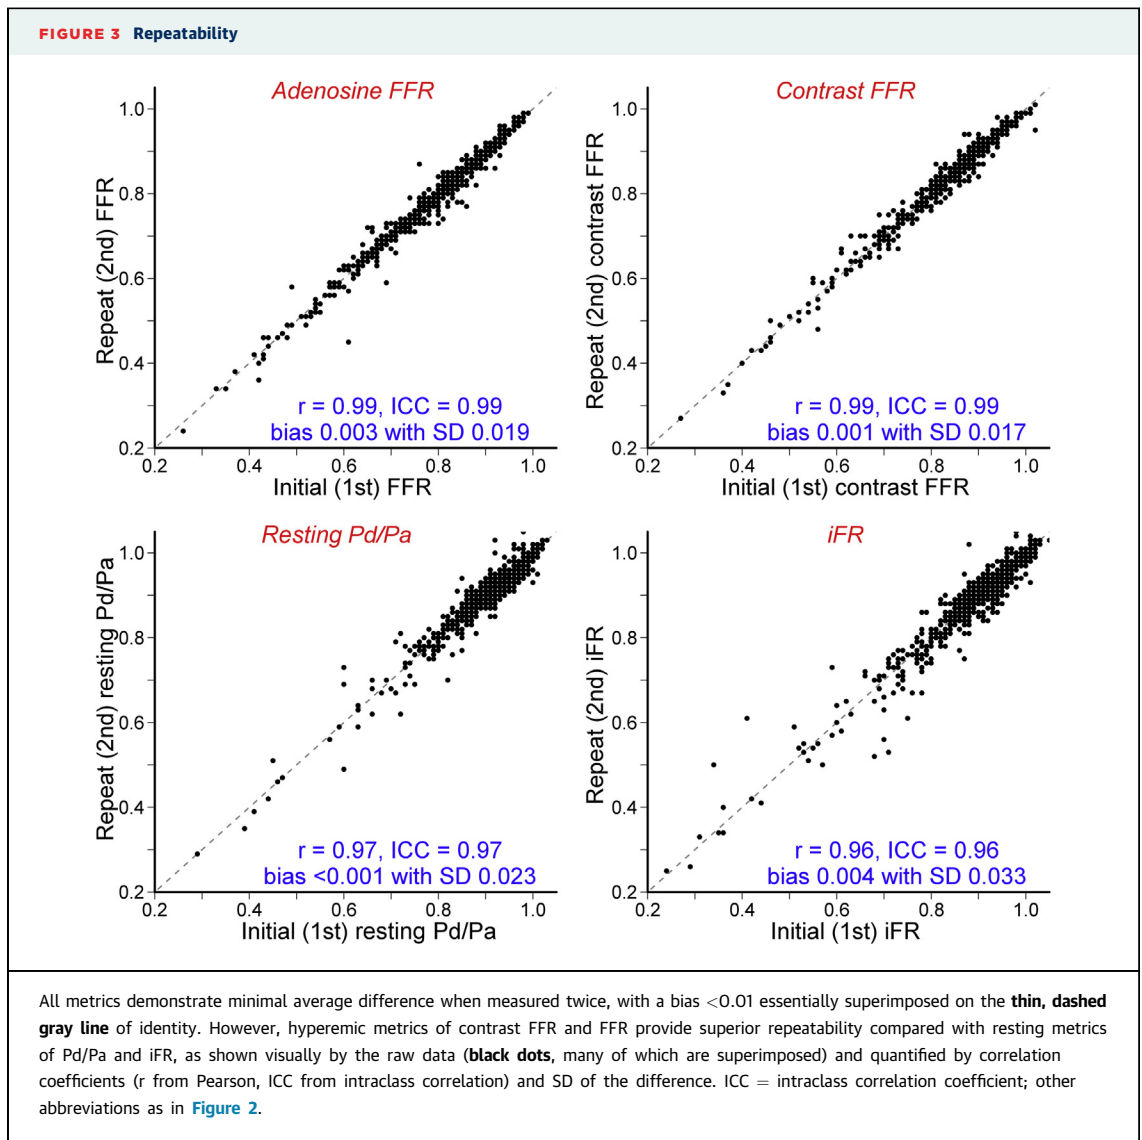 FIGURE 3 Repeatability
Adenosine FFR
Repeat (2nd) FFR
1.0
0.8
0.6
0.4
0.2
r = 0.99, ICC = 0.99
bias 0.003 with SD 0.019
0.2 0.4 0.6 0.8 1.0
Initial (1st) FFR
Contrast FFR
Repeat (2nd) contrast FFR
1.0
0.8
0.6
0.4
0.2
r = 0.99, ICC = 0.99
bias 0.001 with SD 0.017
0.2 0.4 0.6 0.8 1.0
Initial (1st) contrast FFR
Resting Pd/Pa
Repeat (2nd) resting Pd/Pa
1.0
0.8
0.6
0.4
0.2
r = 0.97, ICC = 0.97
bias <0.001 with SD 0.023
0.2 0.4 0.6 0.8 1.0
Initial (1st) resting Pd/Pa
iFR
Repeat (2nd) iFR
1.0
0.8
0.6
0.4
0.2
r = 0.96, ICC = 0.96
bias 0.004 with SD 0.033
0.2 0.4 0.6 0.8 1.0
Initial (1st) iFR
All metrics demonstrate minimal average difference when measured twice, with a bias <0.01 essentially superimposed on the thin, dashed
gray line of identity. However, hyperemic metrics of contrast FFR and FFR provide superior repeatability compared with resting metrics
of Pd/Pa and iFR, as shown visually by the raw data (black dots, many of which are superimposed) and quantified by correlation
coefficients (r from Pearson, ICC from intraclass correlation) and SD of the difference. ICC = intraclass correlation coefficient; other
abbreviations as in Figure 2.